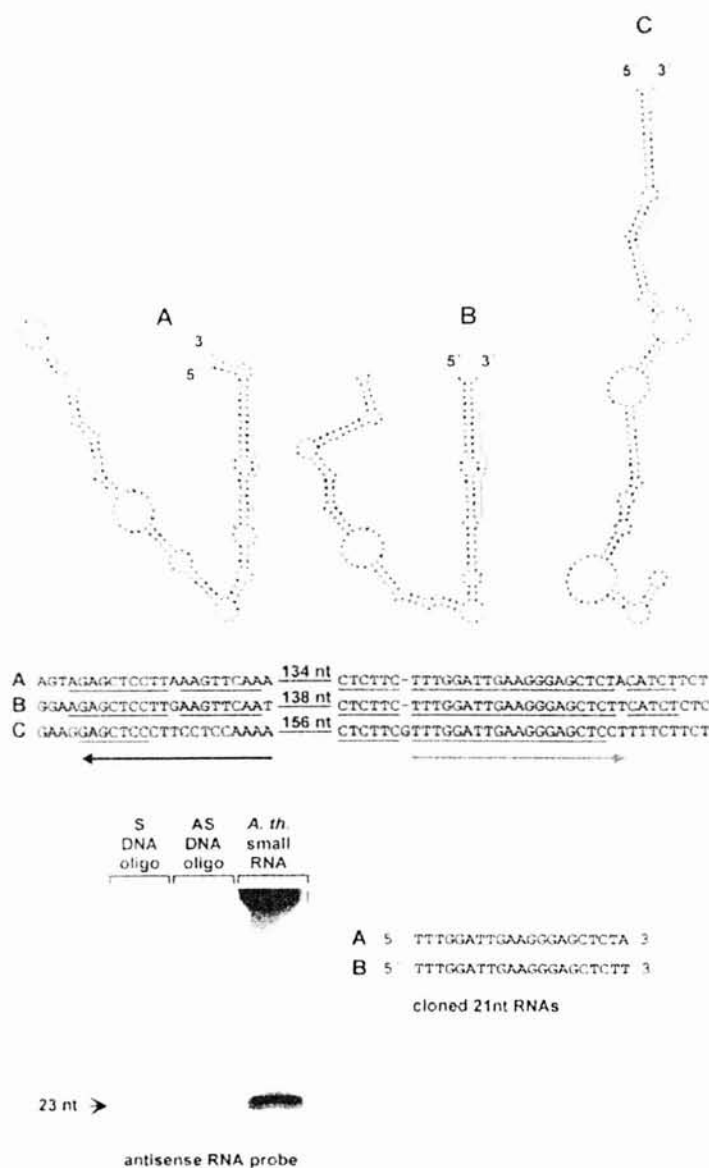 C
5 3
A
3
5
B
5' 3'
134 nt
A AGTAGAGCTCCTTAAAGTTCAAA CTCTTC-TTTGGATTGAAGGGAGCTCTACATCTTCT
138 nt
B GGAAGAGCTCCTTGAAGTTCAAT CTCTTC-TTTGGATTGAAGGGAGCTCTTCATCTCTC
156 nt
C GAAGGAGCTCCCTTCCTCCAAAA CTCTTCGTTTGGATTGAAGGGAGCTCCTTTTCTTCT
S DNA oligo
AS DNA oligo
A. th. small RNA
A 5 TTTGGATTGAAGGGAGCTCTA 3
B 5' TTTGGATTGAAGGGAGCTCTT 3
cloned 21nt RNAs
23 nt
antisense RNA probe